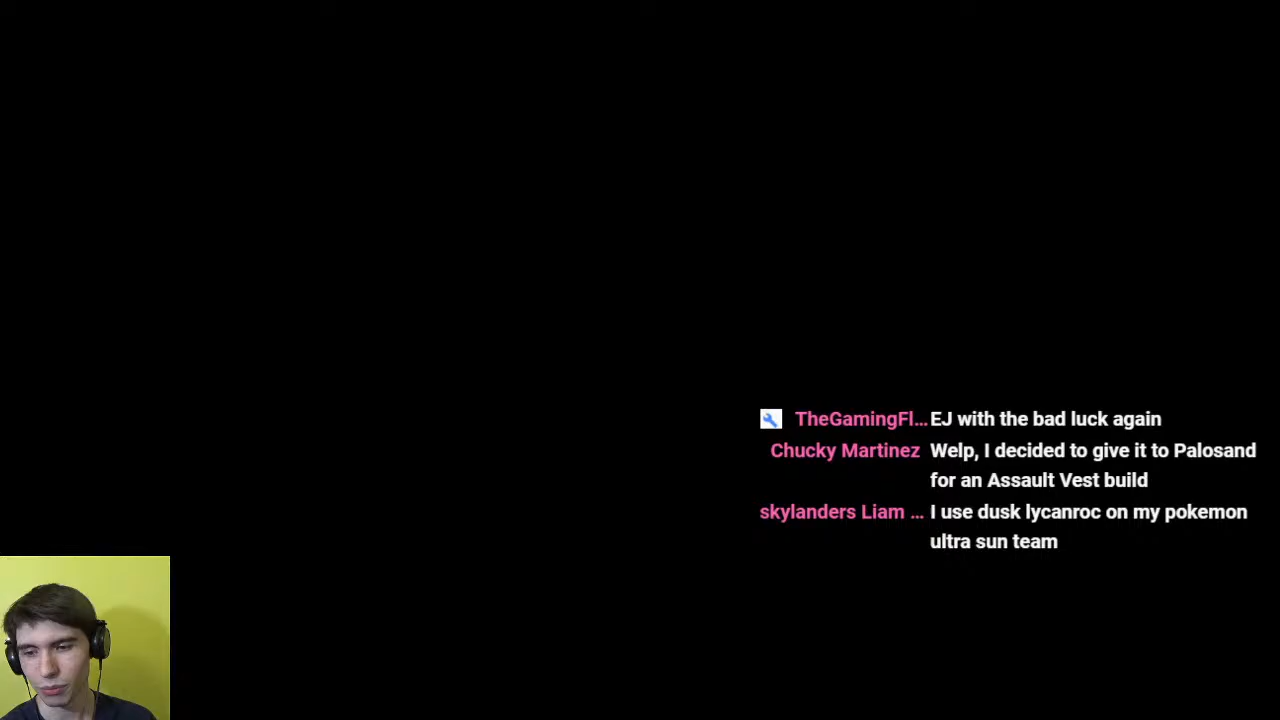 TheGamingFl... EJ with the bad luck again
Chucky Martinez Welp, I decided to give it to Palosand
for an Assault Vest build
skylanders Liam ... I use dusk lycanroc on my pokemon
ultra sun team